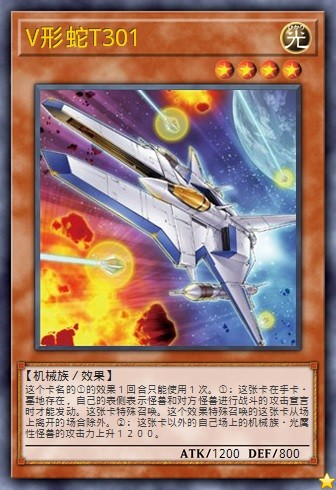 V形蛇T301
光
【机械族／效果】
这个卡名的①的效果1回合只能使用1次。①：这张卡在手卡・
墓地存在，自己的表侧表示怪兽和对方怪兽进行战斗的攻击宣言
时才能发动。这张卡特殊召唤。这个效果特殊召唤的这张卡从场
上离开的场合除外。②：这张卡以外的自己场上的机械族・光属
性怪兽的攻击力上升１２００。
ATK/1200 DEF/800